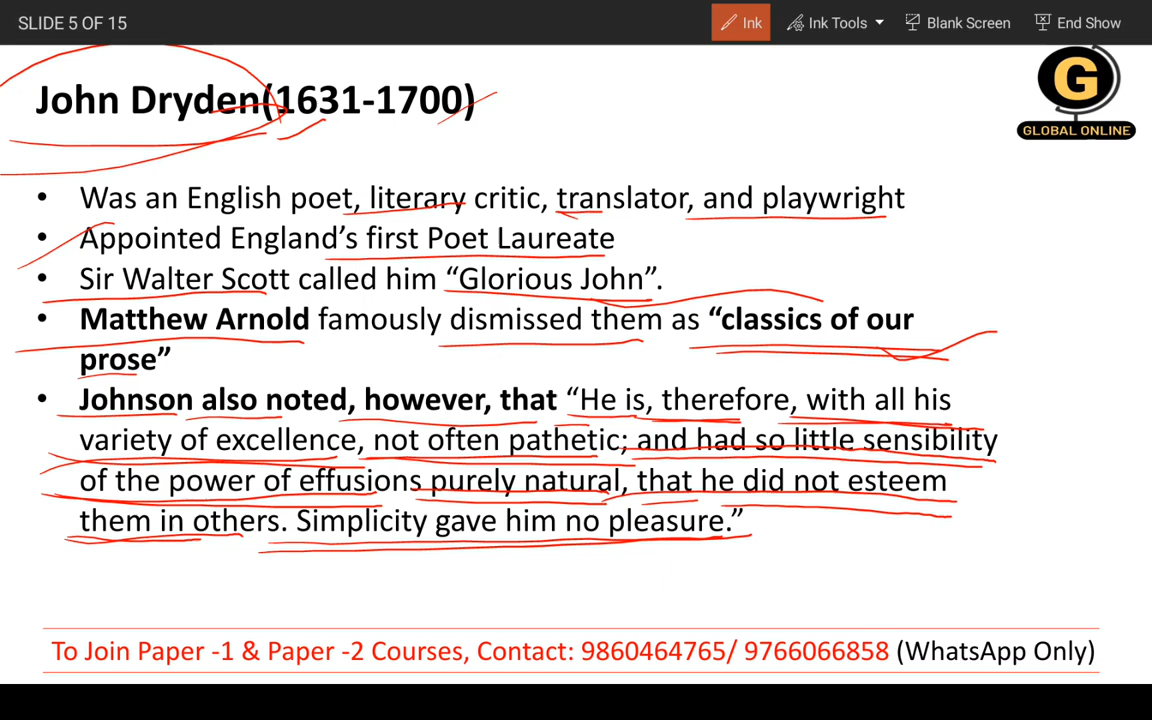 SLIDE 5 OF 15
Ink
Ink Tools
Blank Screen
End Show
John Dryden(1631-1700)
G
GLOBAL ONLINE
• Was an English poet, literary critic, translator, and playwright
• Appointed England’s first Poet Laureate
• Sir Walter Scott called him “Glorious John”.
• Matthew Arnold famously dismissed them as “classics of our
prose”
• Johnson also noted, however, that “He is, therefore, with all his
variety of excellence, not often pathetic; and had so little sensibility
of the power of effusions purely natural, that he did not esteem
them in others. Simplicity gave him no pleasure.”
To Join Paper -1 & Paper -2 Courses, Contact: 9860464765/ 9766066858 (WhatsApp Only)